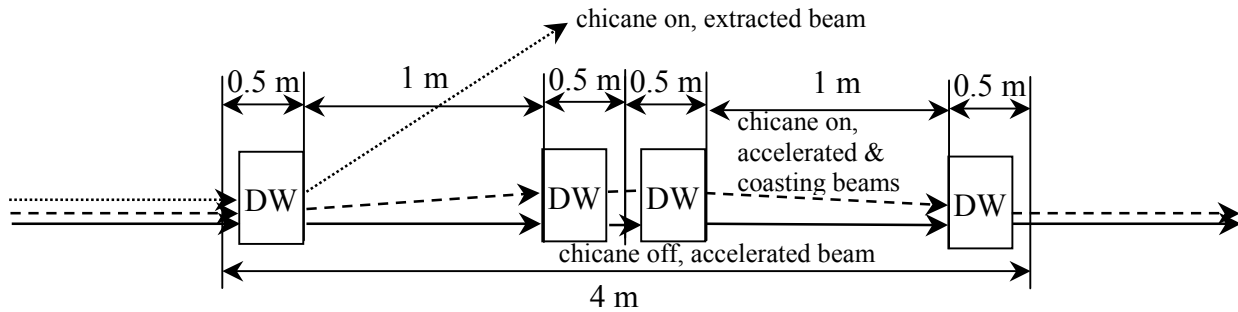 chicane on, extracted beam
0.5 m
1 m
0.5 m
0.5 m
1 m
0.5 m
chicane on,
accelerated &
coasting beams
DW
DW
DW
DW
chicane off, accelerated beam
4 m